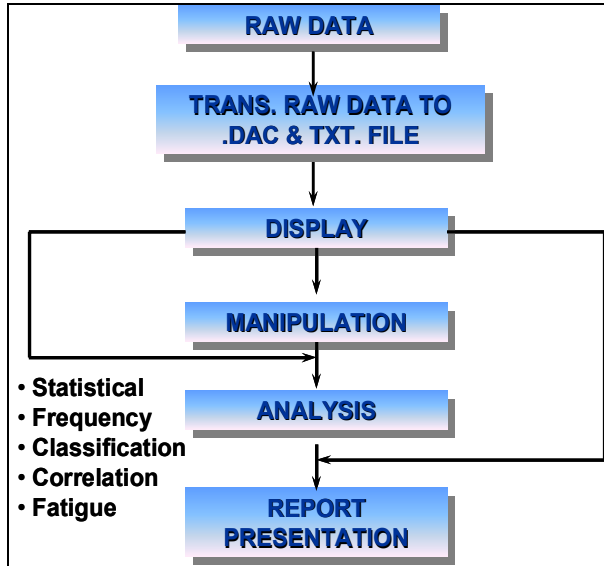 RAW DATA
TRANS. RAW DATA TO
.DAC & TXT. FILE
DISPLAY
MANIPULATION
• Statistical
• Frequency
• Classification
• Correlation
• Fatigue
ANALYSIS
REPORT
PRESENTATION